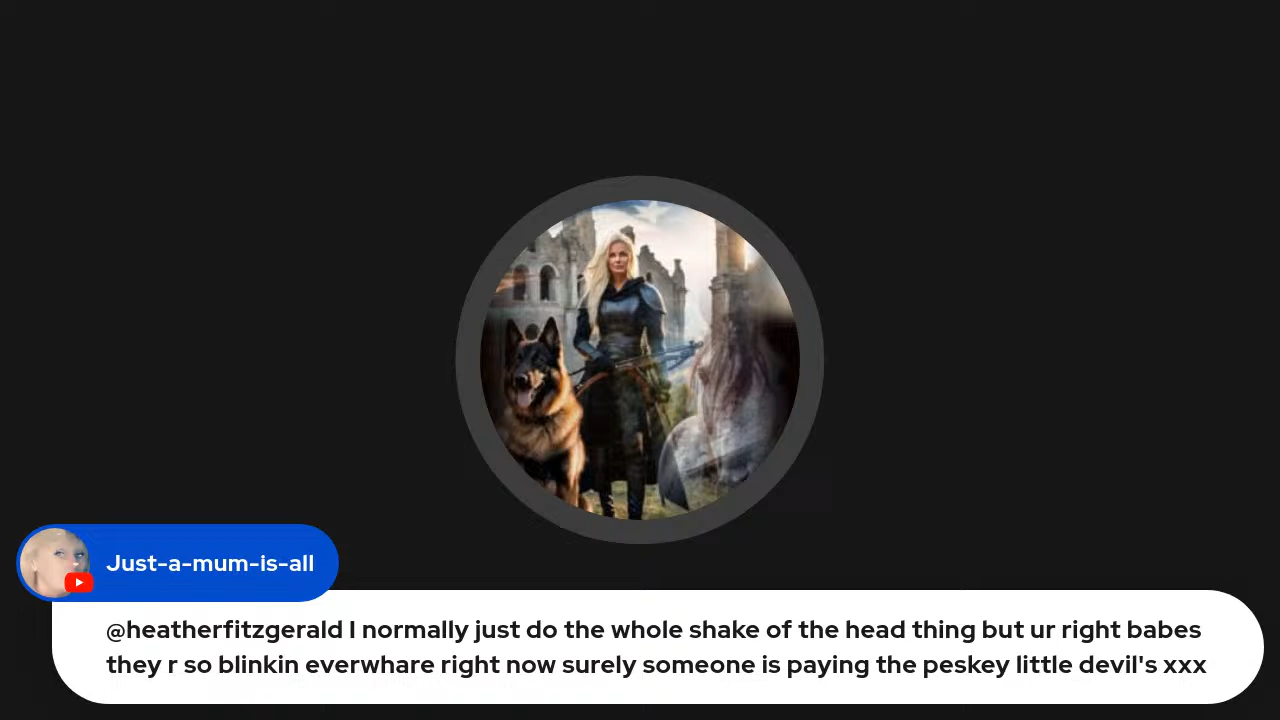 Just-a-mum-is-all
@heatherfitzgerald I normally just do the whole shake of the head thing but ur right babes
they r so blinkin everwhare right now surely someone is paying the peskey little devil's xxx